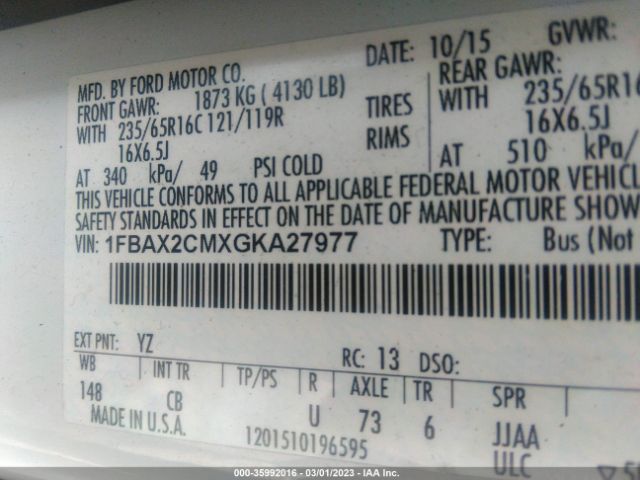 MFD. BY FORD MOTOR CO. DATE: 10/15 GVWR:
FRONT GAWR: 1873 KG ( 4130 LB) REAR GAWR:
WITH 235/65R16C 121/119R TIRES WITH 235/65R16
16X6.5J RIMS 16X6.5J
AT 340 kPa/ 49 PSI COLD AT 510 kPa/
THIS VEHICLE CONFORMS TO ALL APPLICABLE FEDERAL MOTOR VEHICL
SAFETY STANDARDS IN EFFECT ON THE DATE OF MANUFACTURE SHOW
VIN: 1FBAX2CMXGKA27977 TYPE: Bus (Not
EXT PNT: YZ RC: 13 DSO:
WB INT TR TP/PS R AXLE TR SPR
148 CB U 73 6 JJAA
MADE IN U.S.A. 1201510196595 ULC
000-35992016 - 03/01/2023 - IAA Inc.